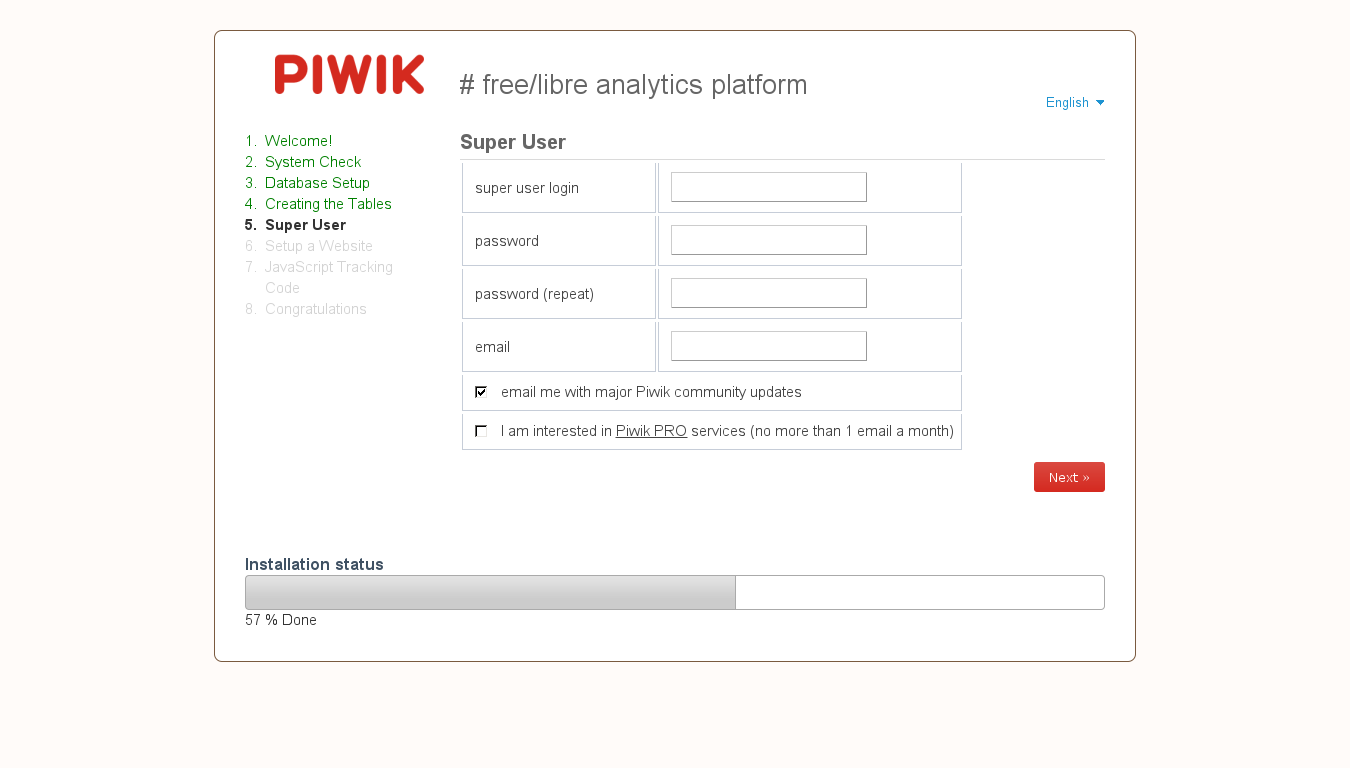 PIWIK # free/libre analytics platform
English
1. Welcome!
2. System Check
3. Database Setup
4. Creating the Tables
5. Super User
6. Setup a Website
7. JavaScript Tracking
Code
8. Congratulations
Super User
super user login
password
password (repeat)
email
email me with major Piwik community updates
I am interested in Piwik PRO services (no more than 1 email a month)
Next »
Installation status
57 % Done